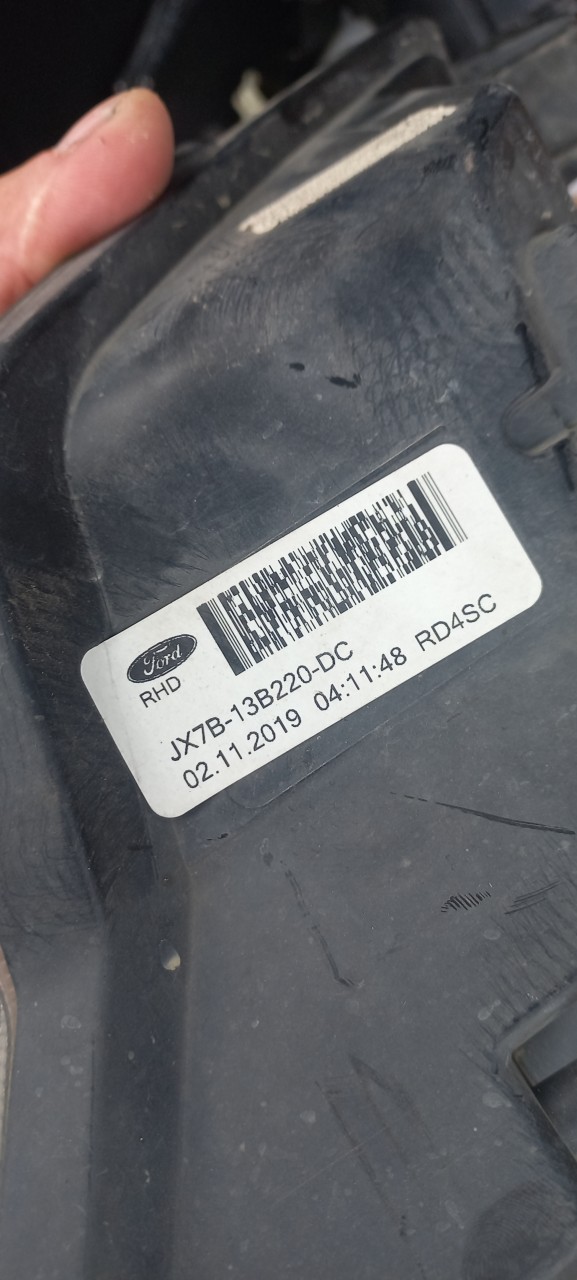 Ford
RHD
JX7B-13B220-DC
02.11.2019 04:11:48 RD4SC